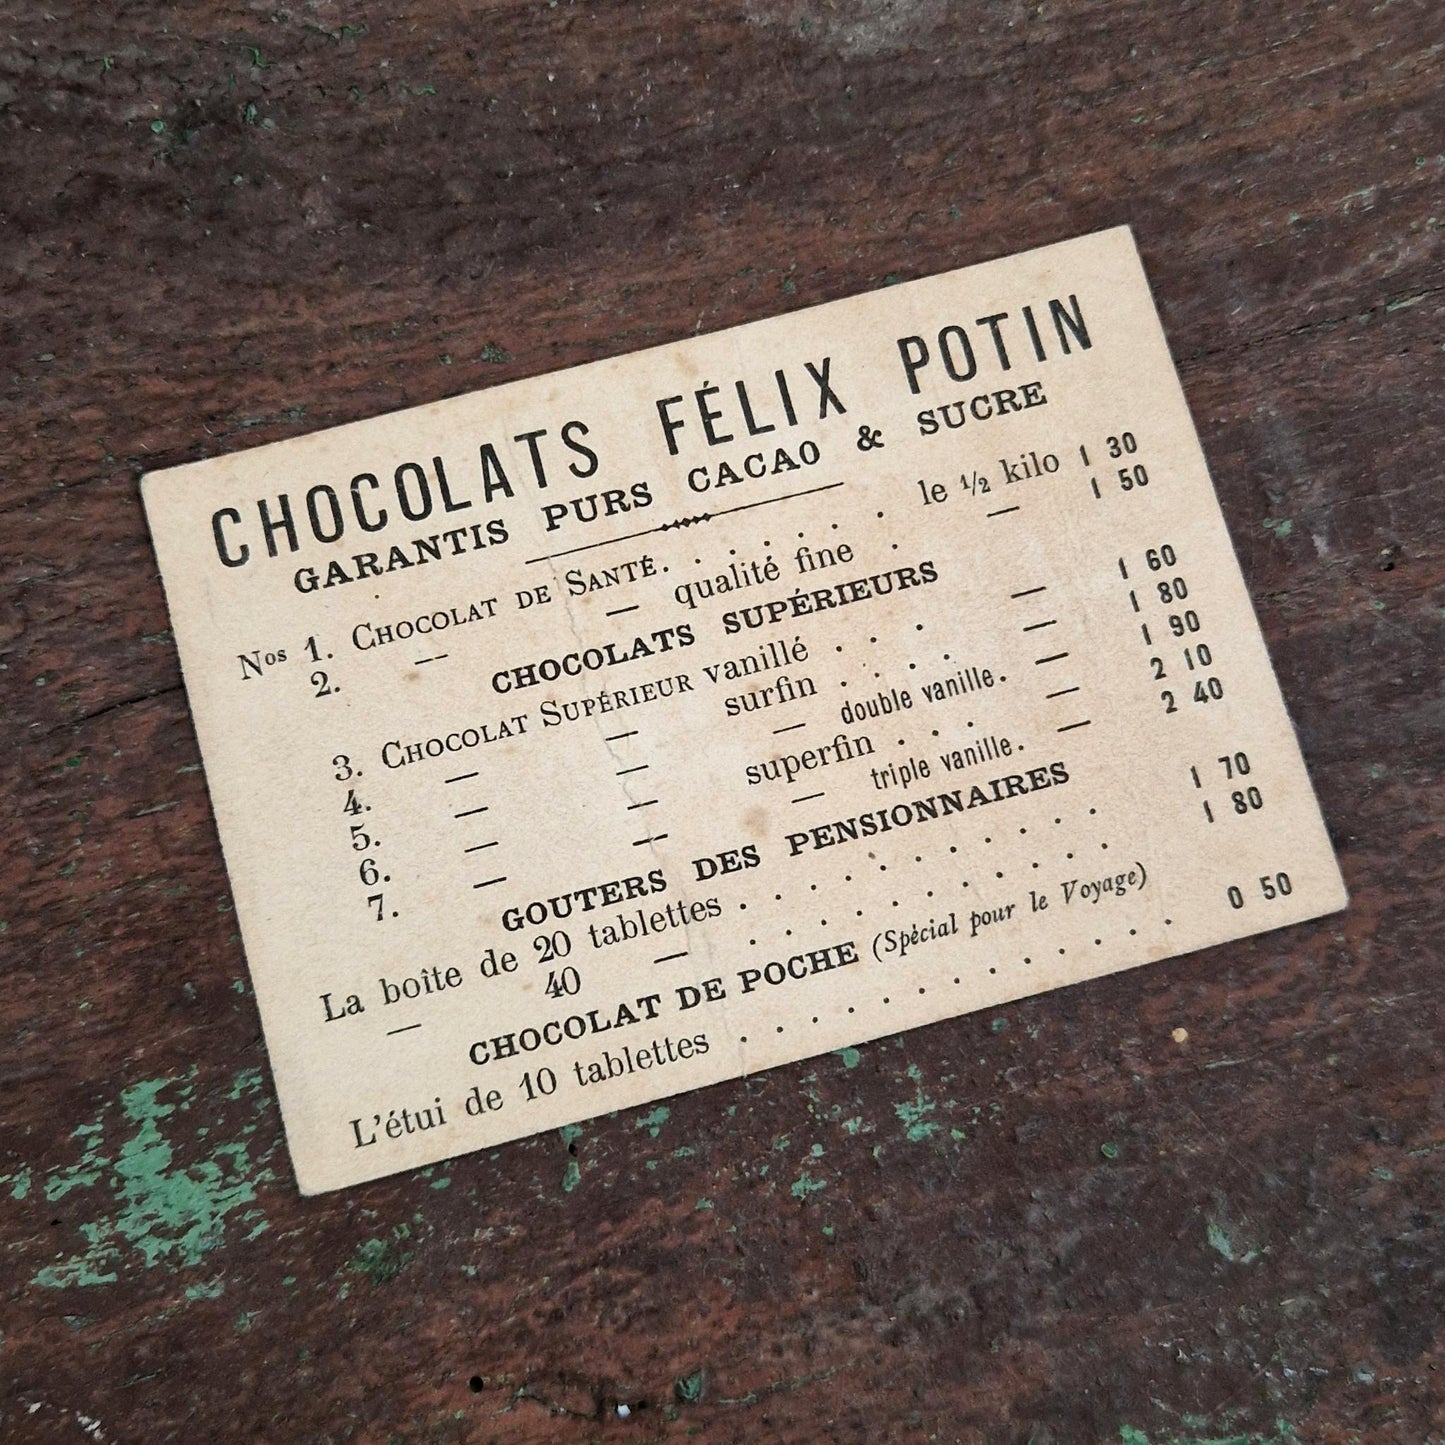 CHOCOLATS FÉLIX POTIN
GARANTIS PURS CACAO & SUCRE
Nos 1. CHOCOLAT DE SANTÉ. . . . . . . le 1/2 kilo 1 30
2. — — qualité fine . — 1 50
CHOCOLATS SUPÉRIEURS
3. CHOCOLAT SUPÉRIEUR vanillé . . . — 1 60
4. — — surfin . . . . — 1 80
5. — — — double vanille. — 1 90
6. — — superfin . . . — 2 10
7. — — — triple vanille. — 2 40
GOUTERS DES PENSIONNAIRES
La boîte de 20 tablettes . . . . . . . . . . . 1 70
— 40 — . . . . . . . . . . . 1 80
CHOCOLAT DE POCHE (Spécial pour le Voyage)
L'étui de 10 tablettes . . . . . . . . . . . . . 0 50